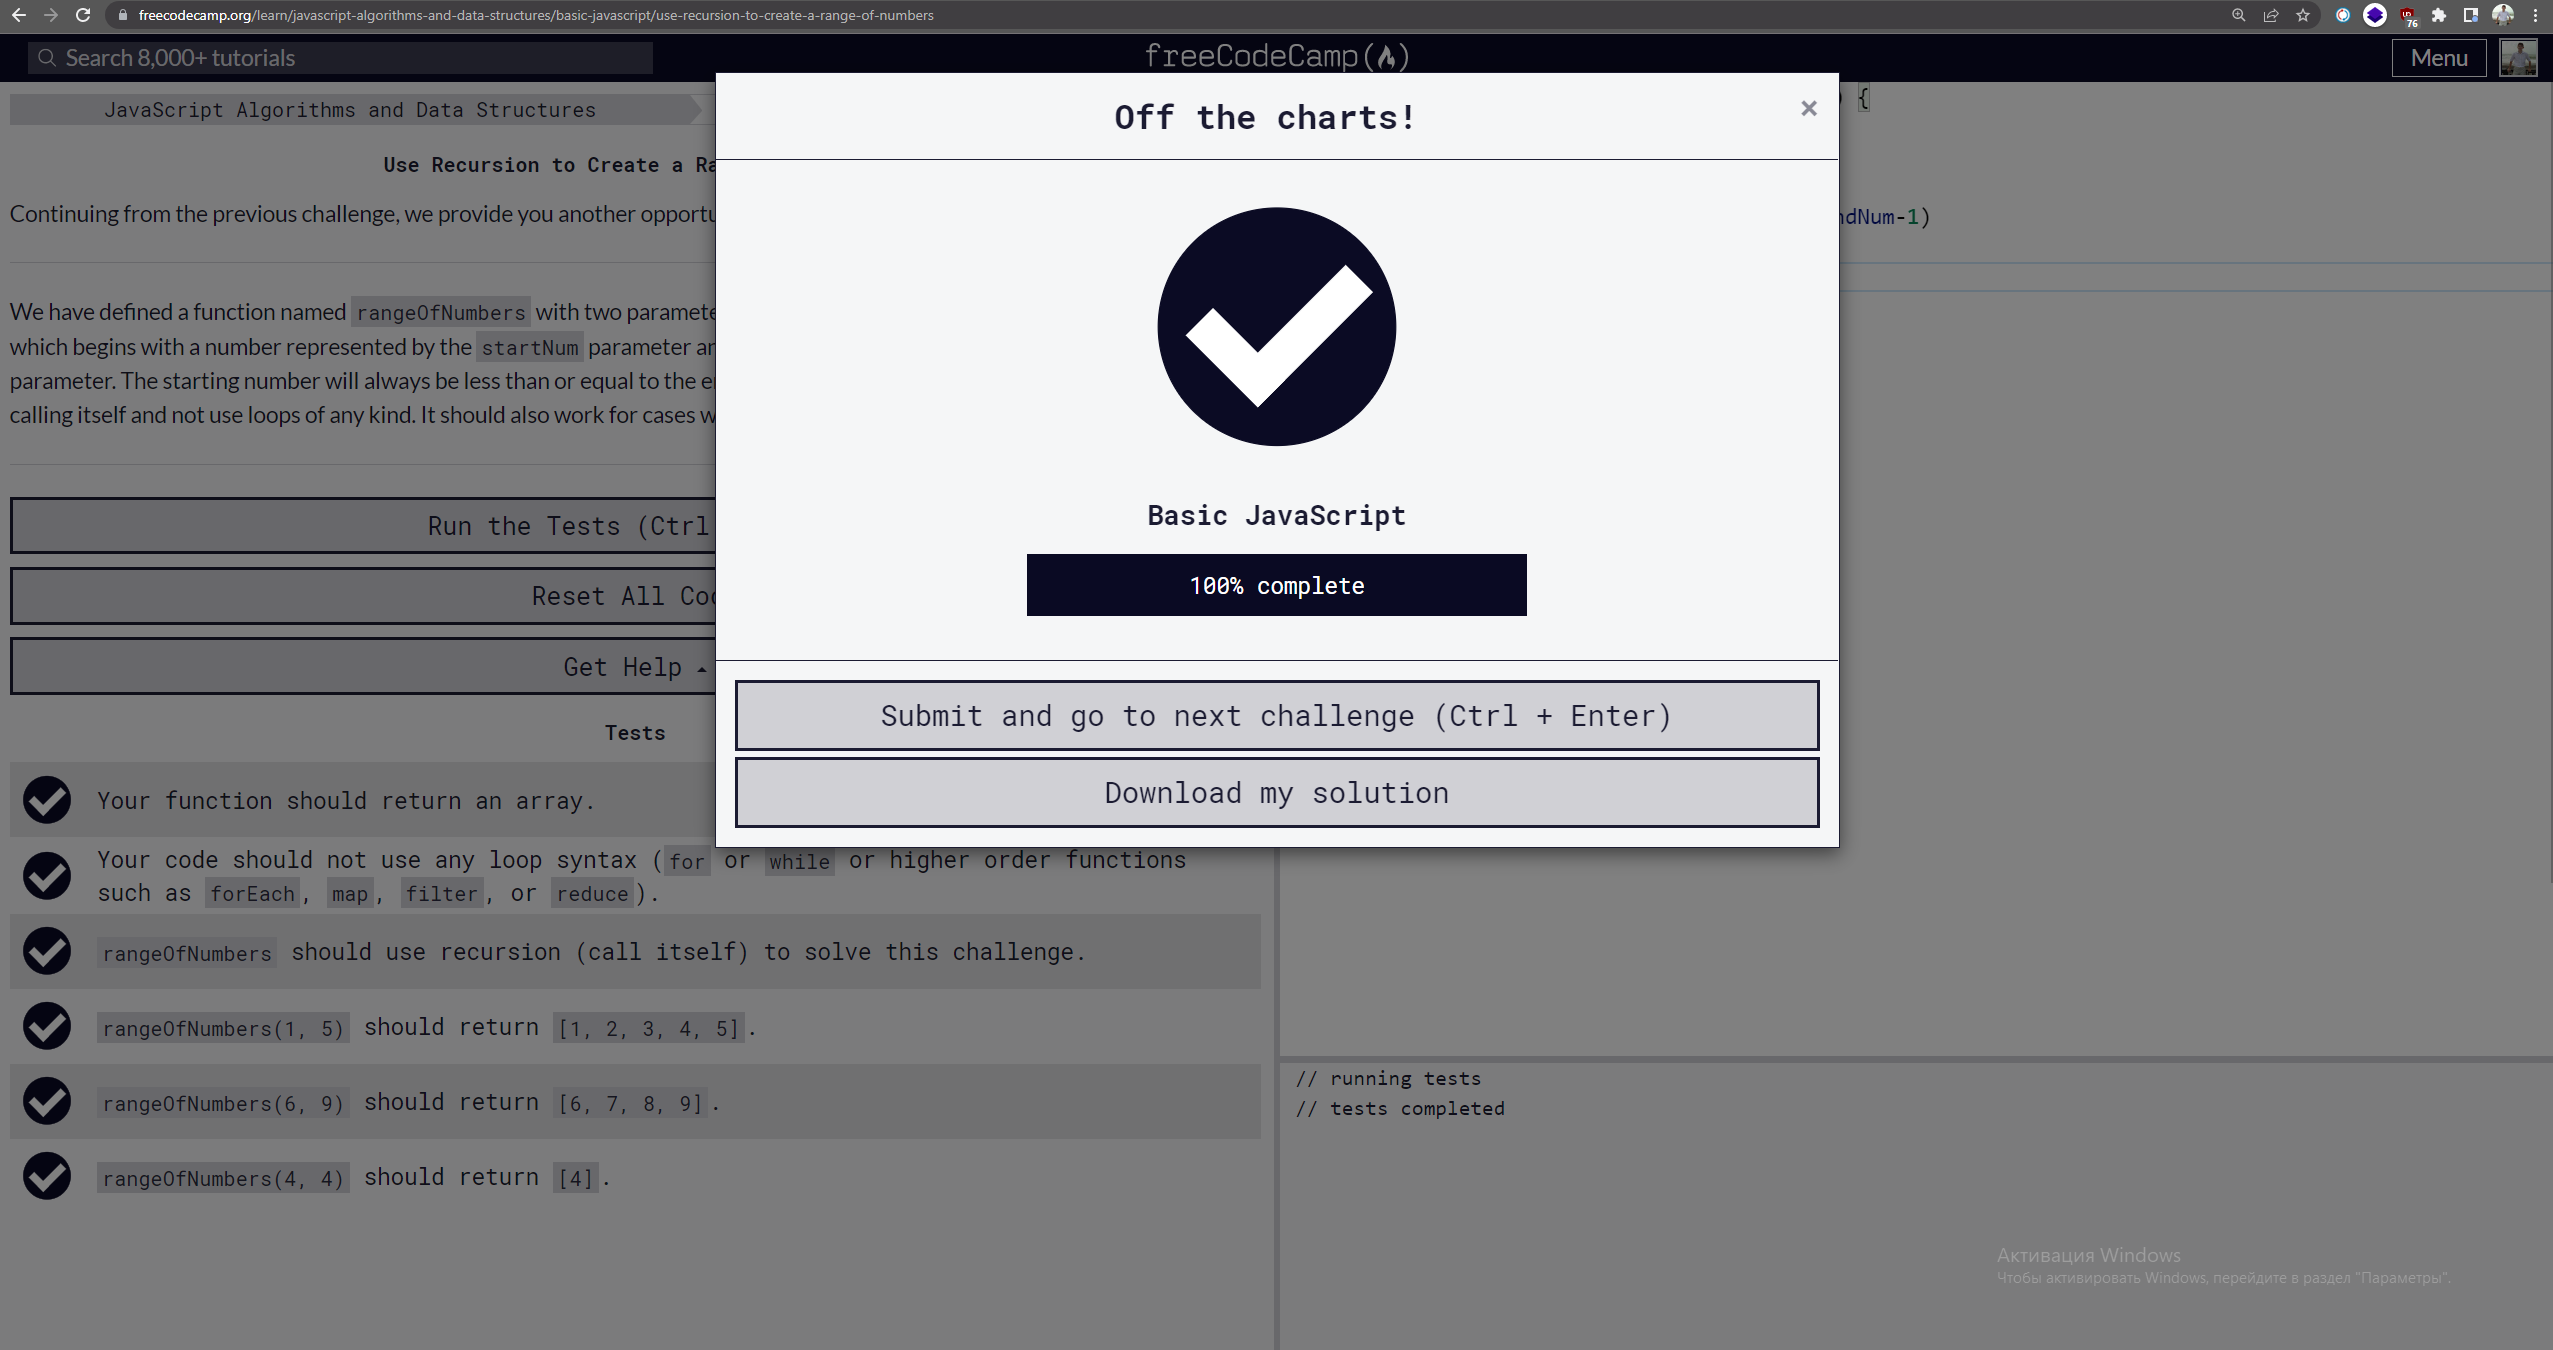 freecodecamp.org/learn/javascript-algorithms-and-data-structures/basic-javascript/use-recursion-to-create-a-range-of-numbers
76
Search 8,000+ tutorials
freeCodeCamp
Menu
JavaScript Algorithms and Data Structures
Use Recursion to Create a Ra
Continuing from the previous challenge, we provide you another opportu
We have defined a function named rangeOfNumbers with two paramete
which begins with a number represented by the startNum parameter ar
parameter. The starting number will always be less than or equal to the e
calling itself and not use loops of any kind. It should also work for cases w
Run the Tests (Ctrl
Reset All Co
Get Help
Tests
Your function should return an array.
Your code should not use any loop syntax (for or while or higher order functions
such as forEach, map, filter, or reduce).
rangeOfNumbers should use recursion (call itself) to solve this challenge.
rangeOfNumbers(1, 5) should return [1, 2, 3, 4, 5].
rangeOfNumbers(6, 9) should return [6, 7, 8, 9].
rangeOfNumbers(4, 4) should return [4].
Off the charts!
×
Basic JavaScript
100% complete
Submit and go to next challenge (Ctrl + Enter)
Download my solution
) {
ndNum-1)
// running tests
// tests completed
Активация Windows
Чтобы активировать Windows, перейдите в раздел "Параметры".